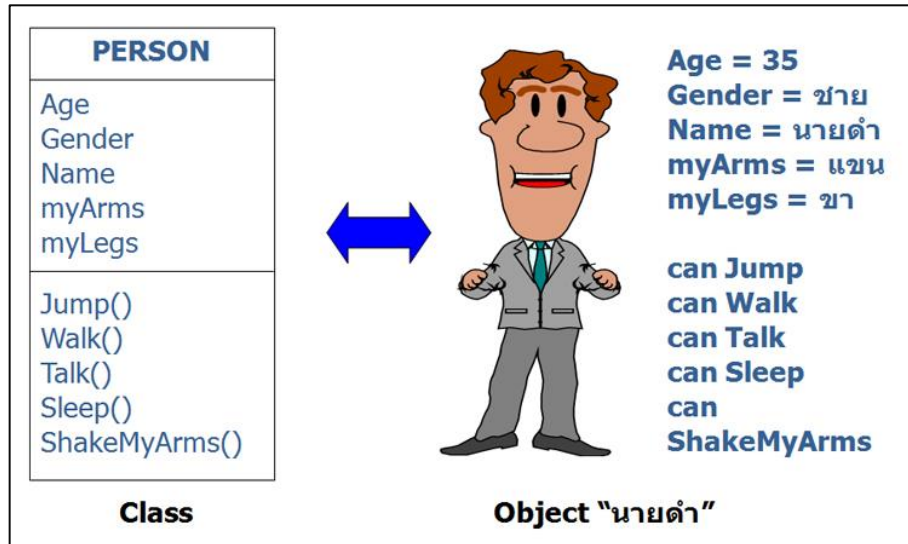 PERSON
Age
Gender
Name
myArms
myLegs
Jump()
Walk()
Talk()
Sleep()
ShakeMyArms()
Class
Age = 35
Gender = ชาย
Name = นายดำ
myArms = แขน
myLegs = ขา
can Jump
can Walk
can Talk
can Sleep
can
ShakeMyArms
Object “นายดำ”